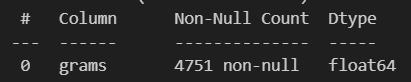 #   Column   Non-Null Count   Dtype
---  ------   --------------   -----
0   grams   4751 non-null   float64